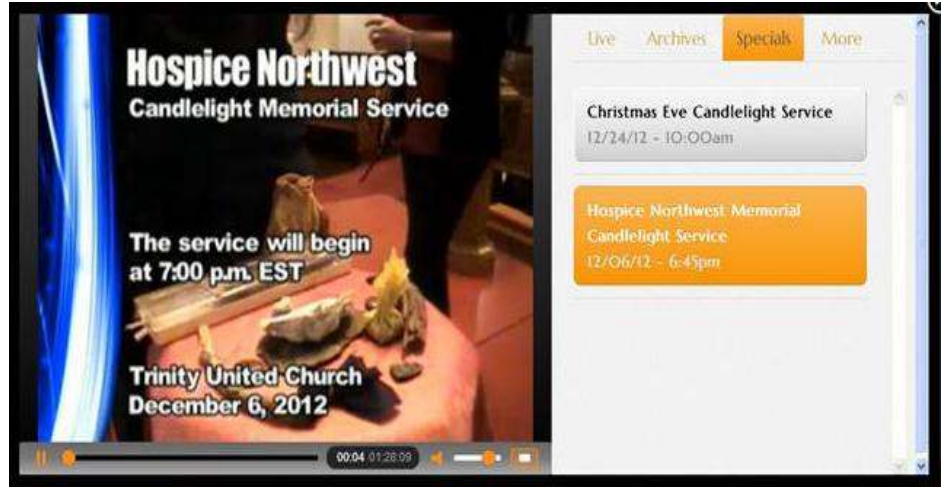 Hospice Northwest
Candlelight Memorial Service
The service will begin
at 7:00 p.m. EST
Trinity United Church
December 6, 2012
00:04 01:28:09
Live Archives Specials More
Christmas Eve Candlelight Service
12/24/12 - 10:00am
Hospice Northwest Memorial
Candlelight Service
12/06/12 - 6:45pm